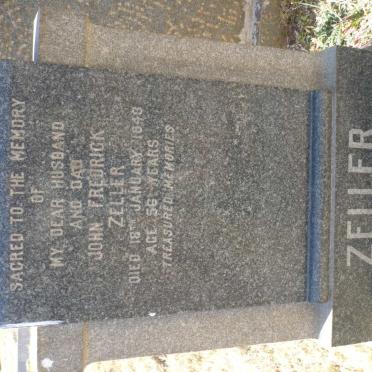 SACRED TO THE MEMORY
OF
MY DEAR HUSBAND
AND DAD
JOHN FREDRICK
ZELLER
DIED 18TH JANUARY 1948
AGE 56 YEARS
TREASURED MEMORIES
ZELLER